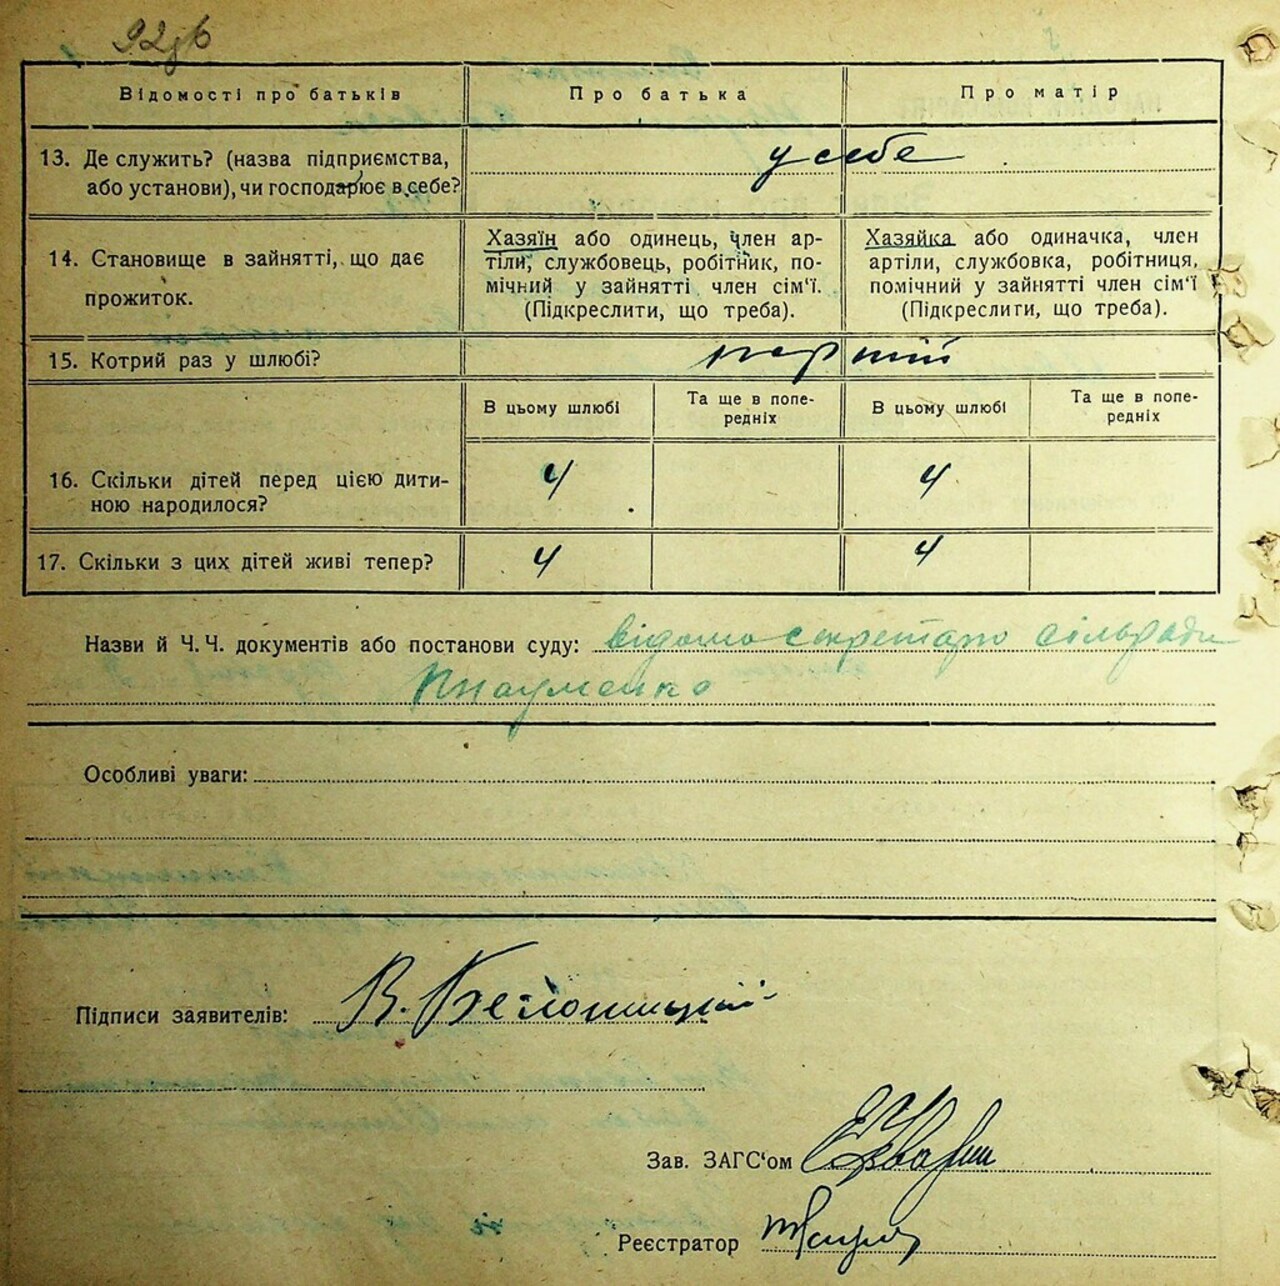 Відомості про батьків
Про батька
Про матір
13. Де служить? (назва підприємства,
або установи), чи господарює в себе?
у себе
14. Становище в зайнятті, що дає
прожиток.
Хазяїн або одинець, член ар-
тіли, службовець, робітник, по-
мічний у зайнятті член сім'ї.
(Підкреслити, що треба).
Хазяйка або одиначка, член
артіли, службовка, робітниця,
помічний у зайнятті член сім'ї
(Підкреслити, що треба).
15. Котрий раз у шлюбі?
першій
В цьому шлюбі
Та ще в попе-
редніх
В цьому шлюбі
Та ще в попе-
редніх
16. Скільки дітей перед цією дити-
ною народилося?
4
4
17. Скільки з цих дітей живі тепер?
4
4
Назви й Ч. Ч. документів або постанови суду: відомо секретарю сільради
Особливі уваги:
Підписи заявителів: В.
Зав. ЗАГС'ом
Реєстратор